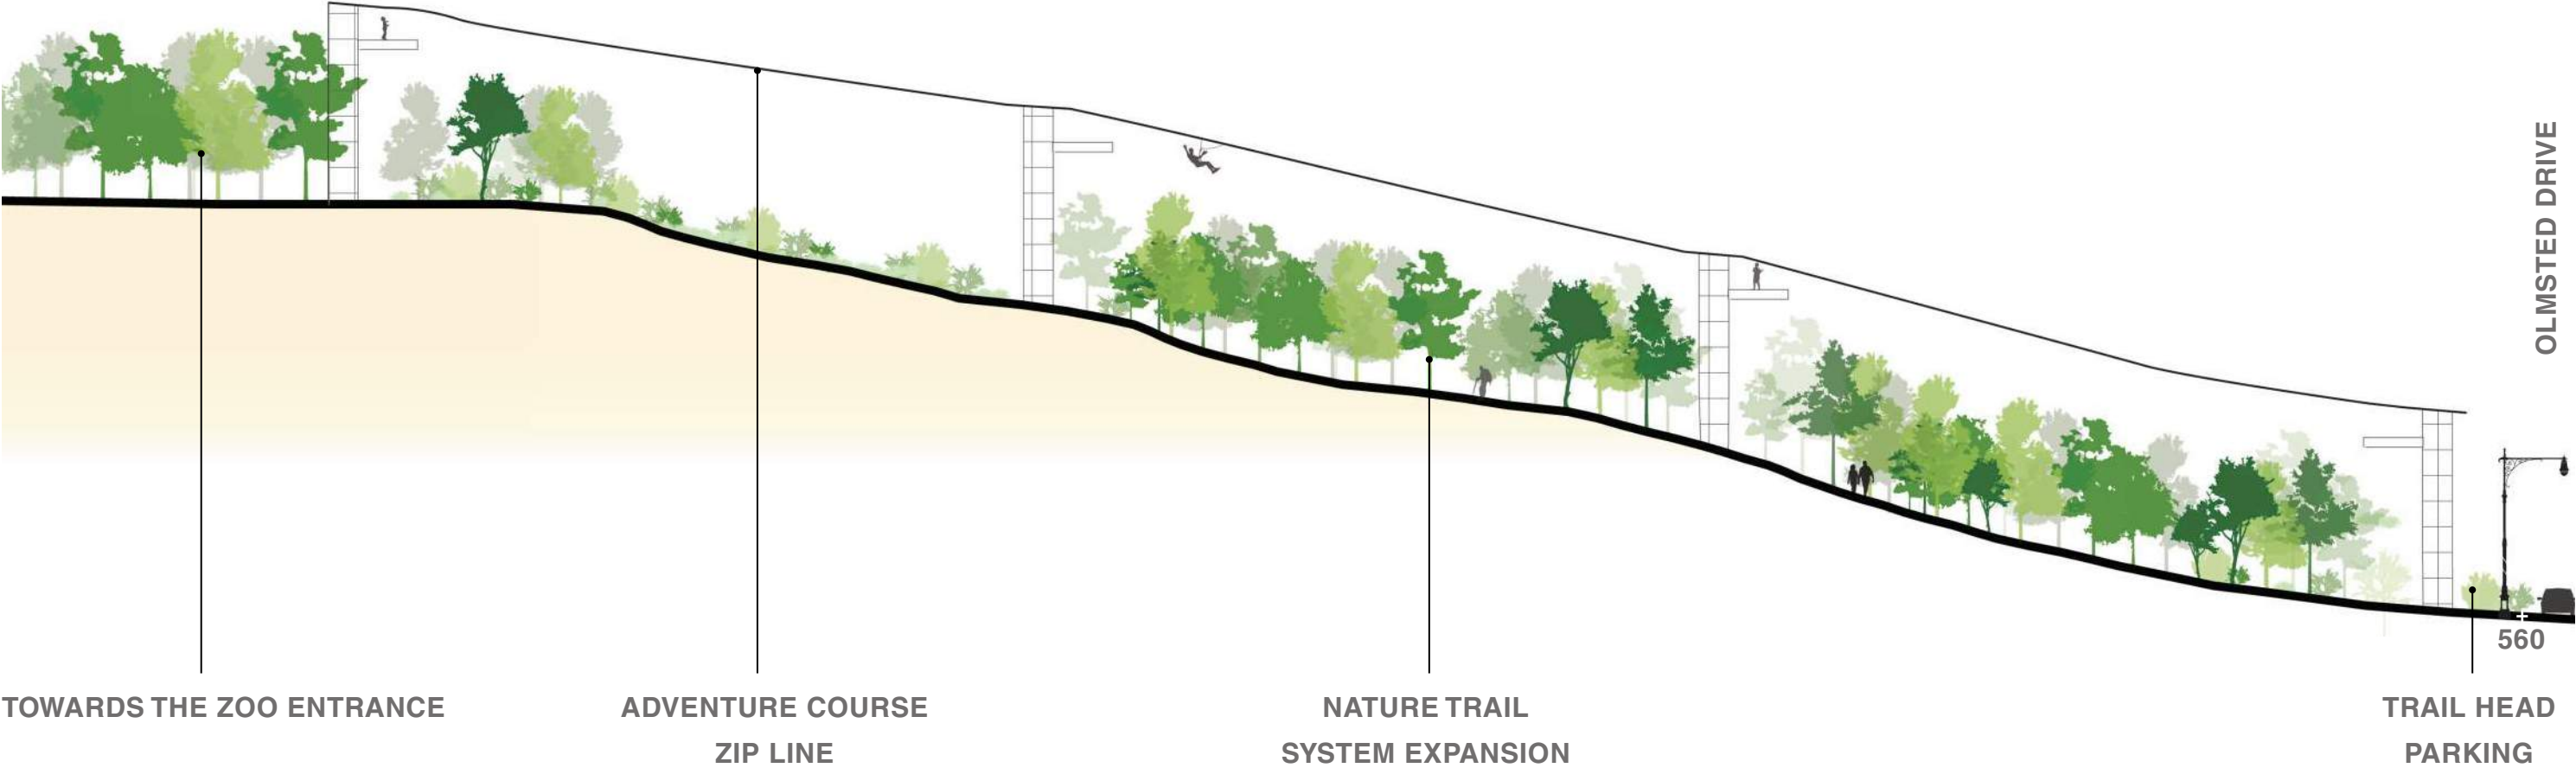 OLMSTED DRIVE
560
TOWARDS THE ZOO ENTRANCE
ADVENTURE COURSE
ZIP LINE
NATURE TRAIL
SYSTEM EXPANSION
TRAIL HEAD
PARKING